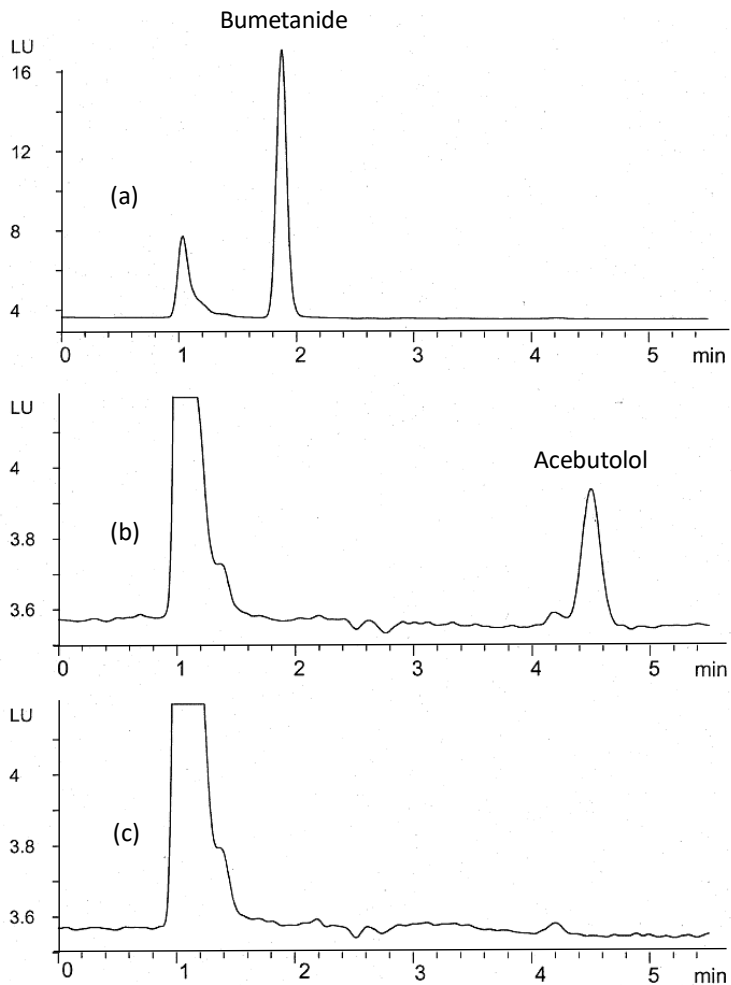 Bumetanide
LU
16
12
(a)
8
4
0 1 2 3 4 5 min
LU
4
Acebutolol
(b)
3.8
3.6
0 1 2 3 4 5 min
LU
4
(c)
3.8
3.6
0 1 2 3 4 5 min